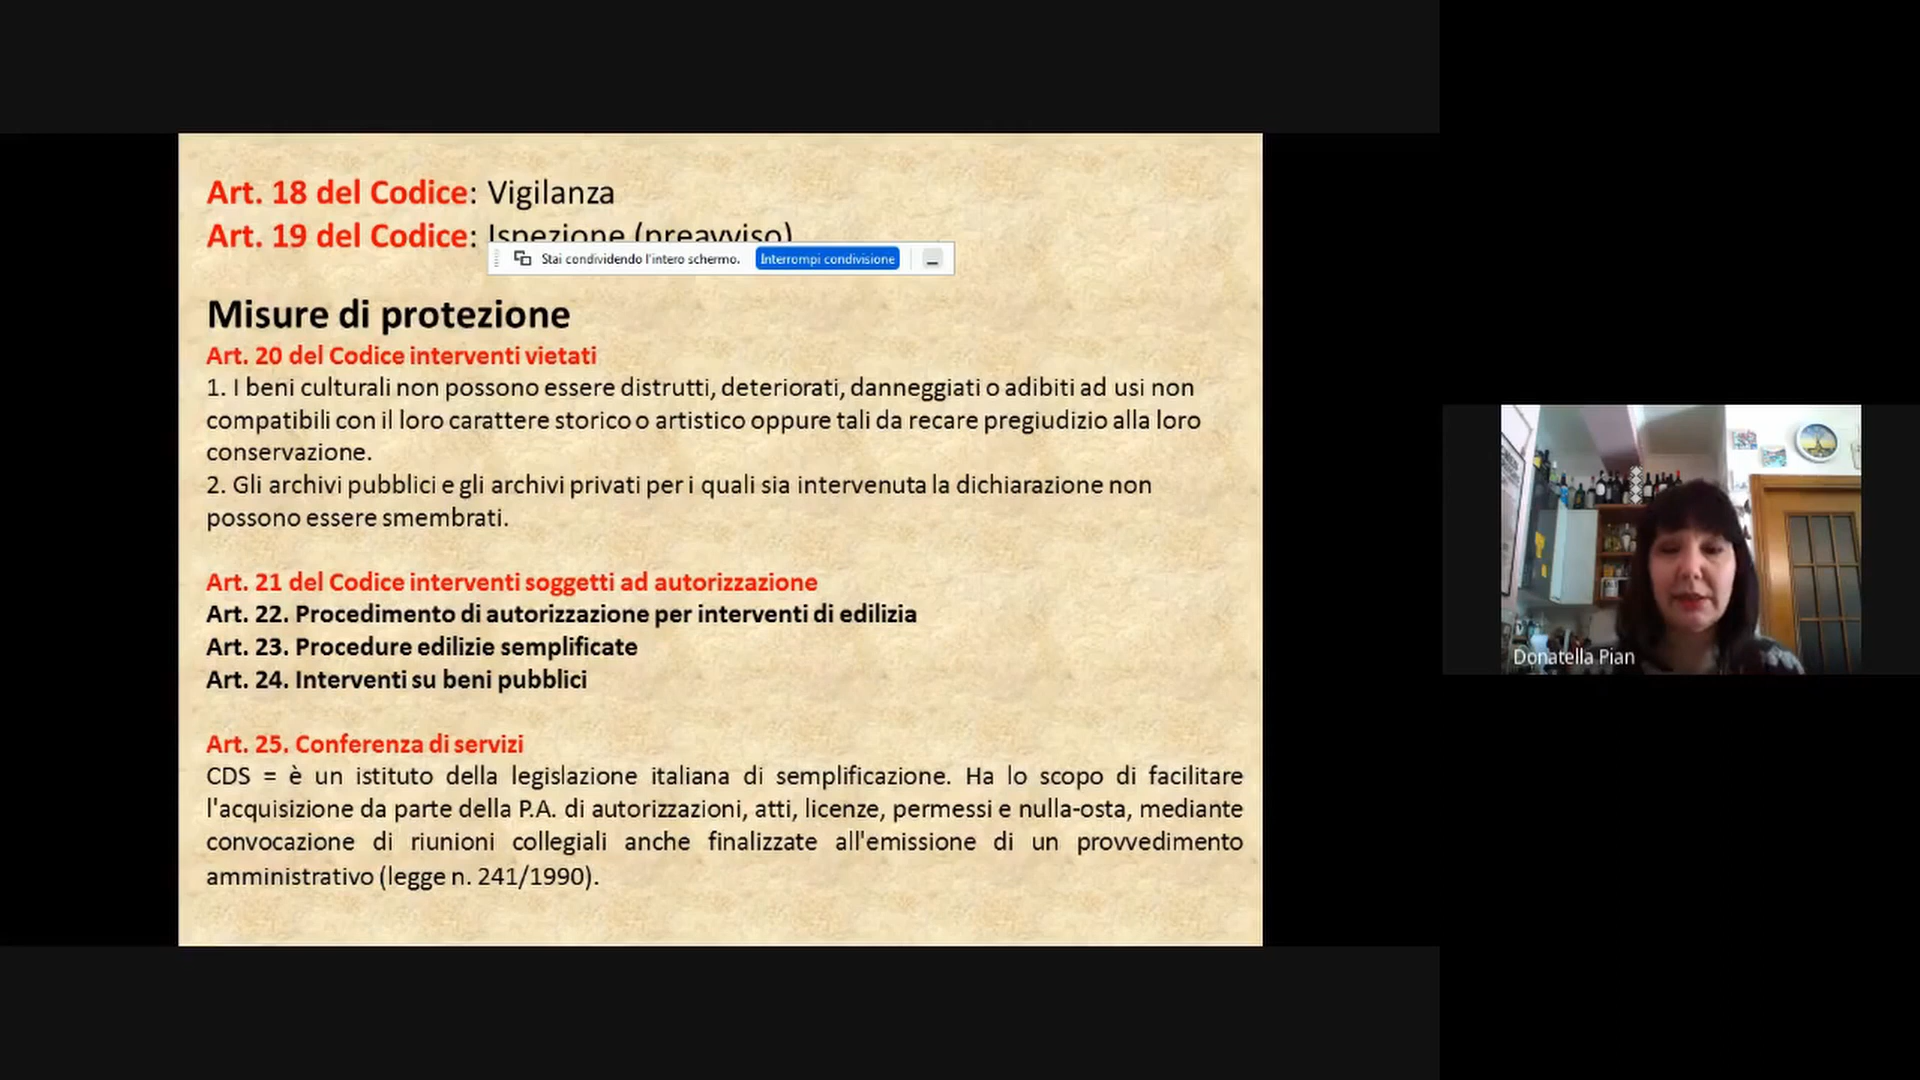 Art. 18 del Codice: Vigilanza
Art. 19 del Codice: Ispezione (preavviso)
Stai condividendo l'intero schermo. Interrompi condivisione
Misure di protezione
Art. 20 del Codice interventi vietati
1. I beni culturali non possono essere distrutti, deteriorati, danneggiati o adibiti ad usi non
compatibili con il loro carattere storico o artistico oppure tali da recare pregiudizio alla loro
conservazione.
2. Gli archivi pubblici e gli archivi privati per i quali sia intervenuta la dichiarazione non
possono essere smembrati.
Art. 21 del Codice interventi soggetti ad autorizzazione
Art. 22. Procedimento di autorizzazione per interventi di edilizia
Art. 23. Procedure edilizie semplificate
Art. 24. Interventi su beni pubblici
Art. 25. Conferenza di servizi
CDS = è un istituto della legislazione italiana di semplificazione. Ha lo scopo di facilitare
l'acquisizione da parte della P.A. di autorizzazioni, atti, licenze, permessi e nulla-osta, mediante
convocazione di riunioni collegiali anche finalizzate all'emissione di un provvedimento
amministrativo (legge n. 241/1990).
Donatella Pian